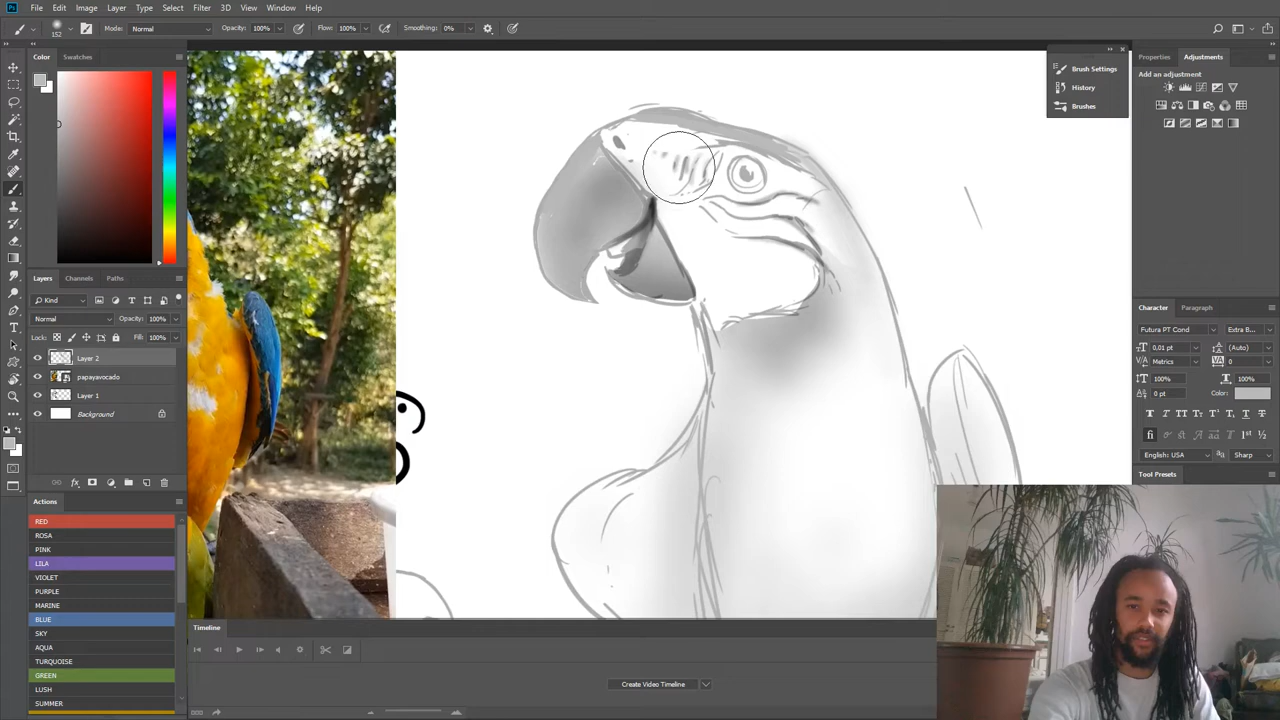 Ps File Edit Image Layer Type Select Filter 3D View Window Help
152 Mode: Normal Opacity: 100% Flow: 100% Smoothing: 0%
Color Swatches
Layers Channels Paths
Kind
Normal Opacity: 100%
Lock: Fill: 100%
Layer 2
papayavocado
Layer 1
Background
Actions
RED
ROSA
PINK
LILA
VIOLET
PURPLE
MARINE
BLUE
SKY
AQUA
TURQUOISE
GREEN
LUSH
SUMMER
Timeline
Create Video Timeline
Brush Settings
History
Brushes
Properties Adjustments
Add an adjustment
Character Paragraph
Futura PT Cond Extra B...
0,01 pt (Auto)
Metrics 0
100% 100%
0 pt Color:
English: USA Sharp
Tool Presets